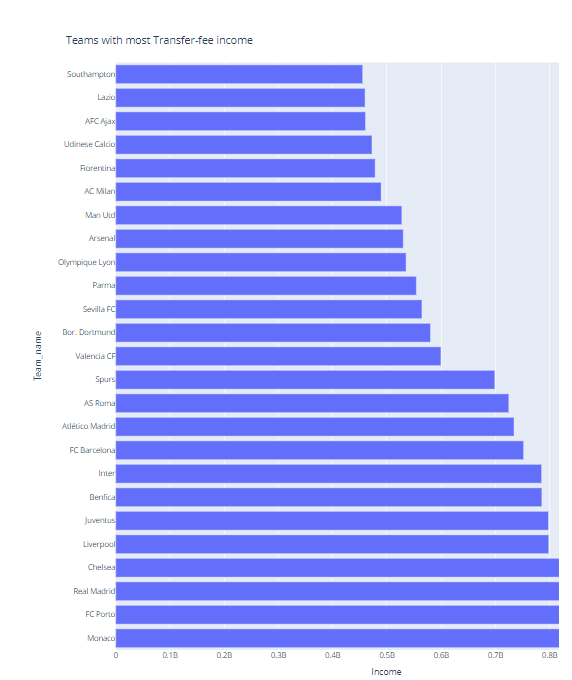 Teams with most Transfer-fee income
Southampton
Lazio
AFC Ajax
Udinese Calcio
Fiorentina
AC Milan
Man Utd
Arsenal
Olympique Lyon
Parma
Sevilla FC
Bor. Dortmund
Valencia CF
Spurs
AS Roma
Atlético Madrid
FC Barcelona
Inter
Benfica
Juventus
Liverpool
Chelsea
Real Madrid
FC Porto
Monaco
Team_name
0 0.1B 0.2B 0.3B 0.4B 0.5B 0.6B 0.7B 0.8B
Income